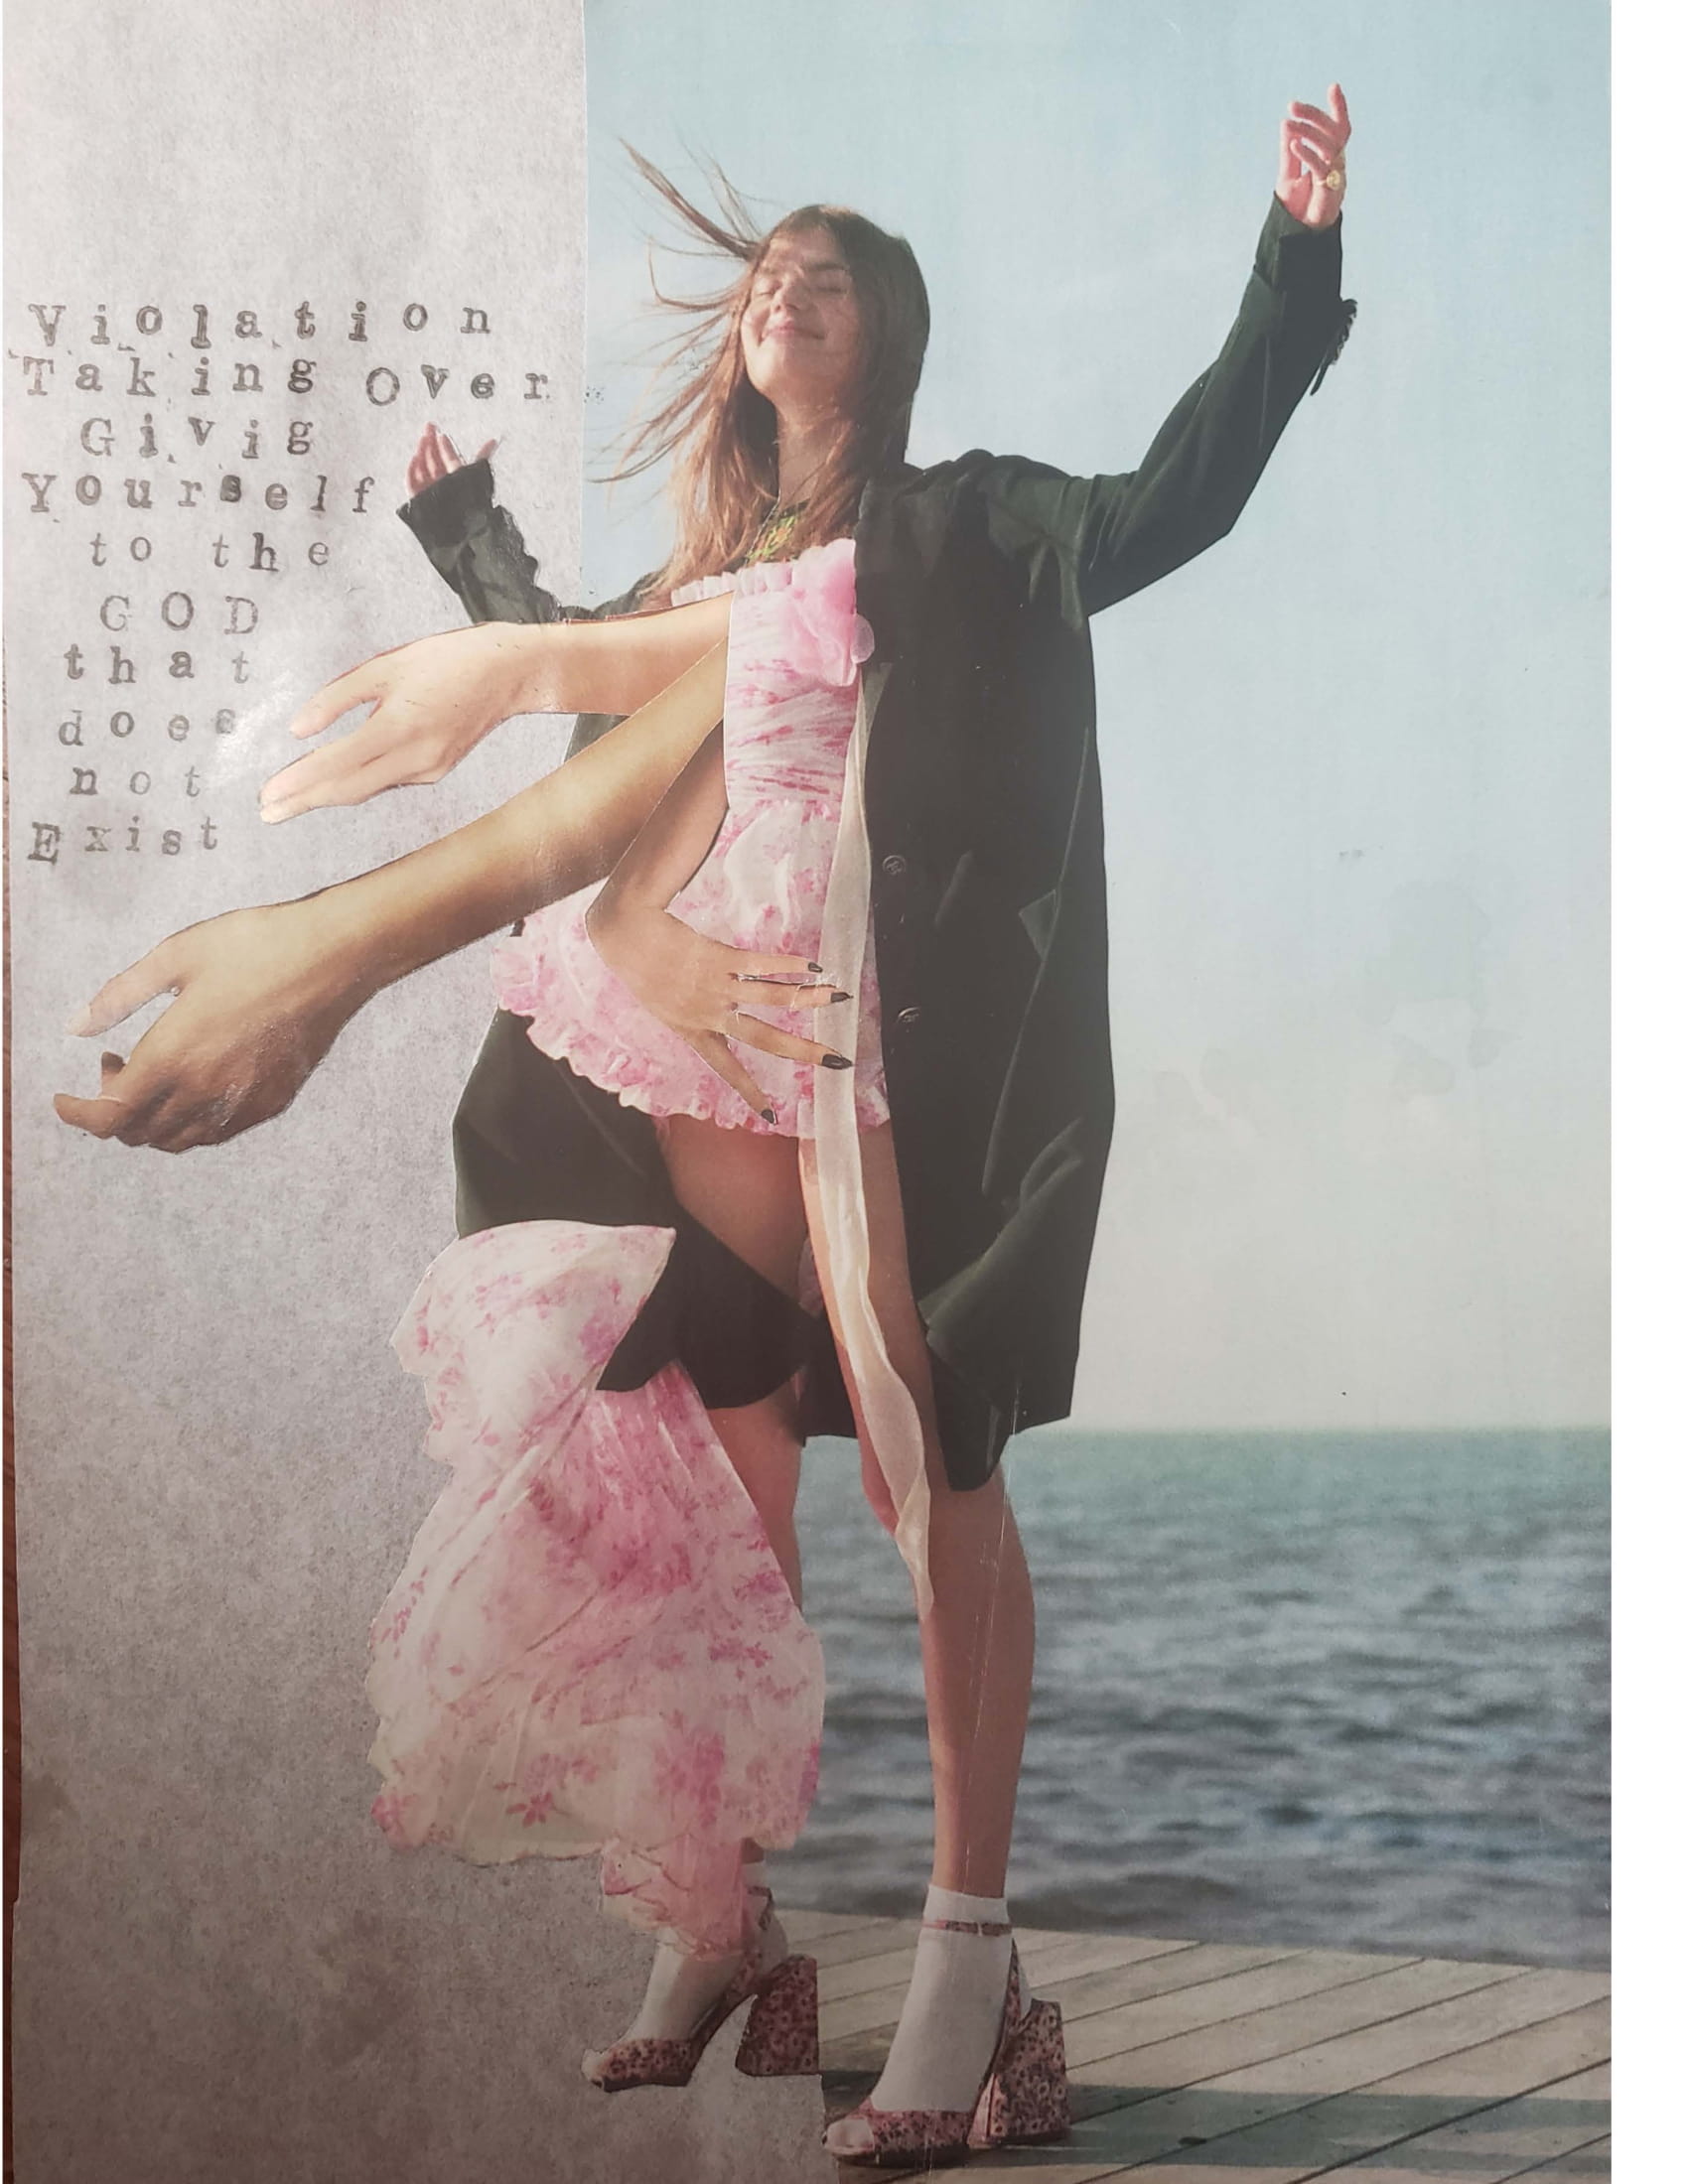 Violation
Taking Over
Givig
Yourself
to the
GOD
that
does
not
Exist